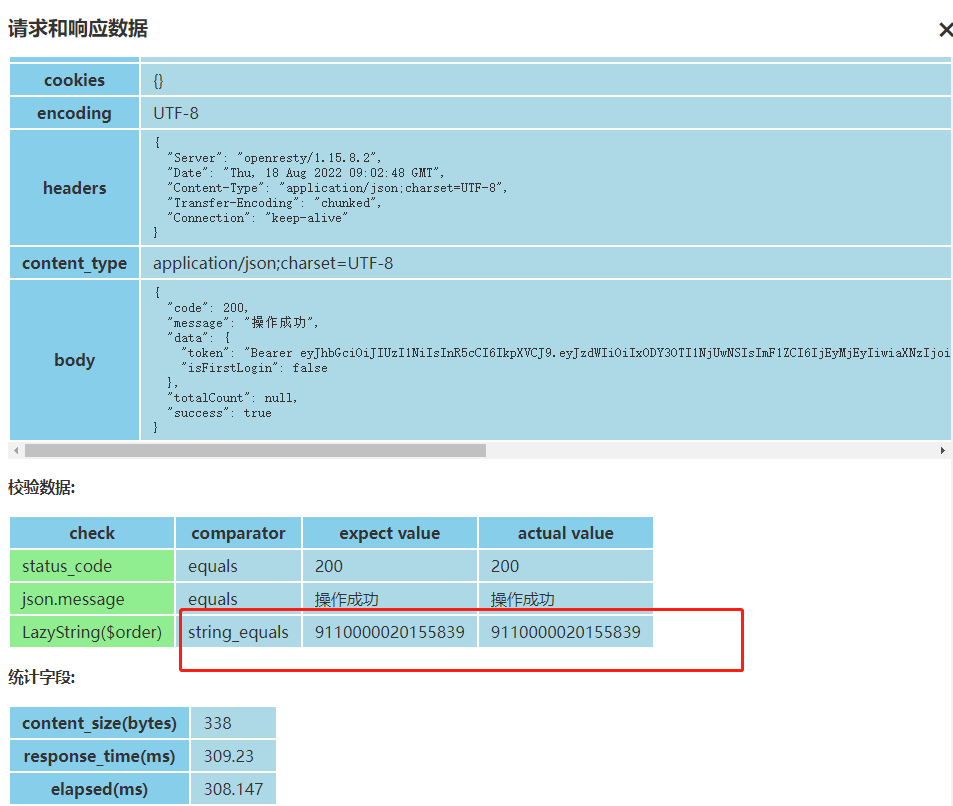 请求和响应数据
cookies {}
encoding UTF-8
headers {
"Server": "openresty/1.15.8.2",
"Date": "Thu, 18 Aug 2022 09:02:48 GMT",
"Content-Type": "application/json;charset=UTF-8",
"Transfer-Encoding": "chunked",
"Connection": "keep-alive"
}
content_type application/json;charset=UTF-8
body {
"code": 200,
"message": "操作成功",
"data": {
"token": "Bearer eyJhbGciOiJIUzI1NiIsInR5cCI6IkpXVCJ9.eyJzdWIiOiIxODY3OTI1NjUwNSIsImF1ZCI6IjEyMjEyIiwiaXNzIjoi
"isFirstLogin": false
},
"totalCount": null,
"success": true
}
校验数据:
check comparator expect value actual value
status_code equals 200 200
json.message equals 操作成功 操作成功
LazyString($order) string_equals 9110000020155839 9110000020155839
统计字段:
content_size(bytes) 338
response_time(ms) 309.23
elapsed(ms) 308.147